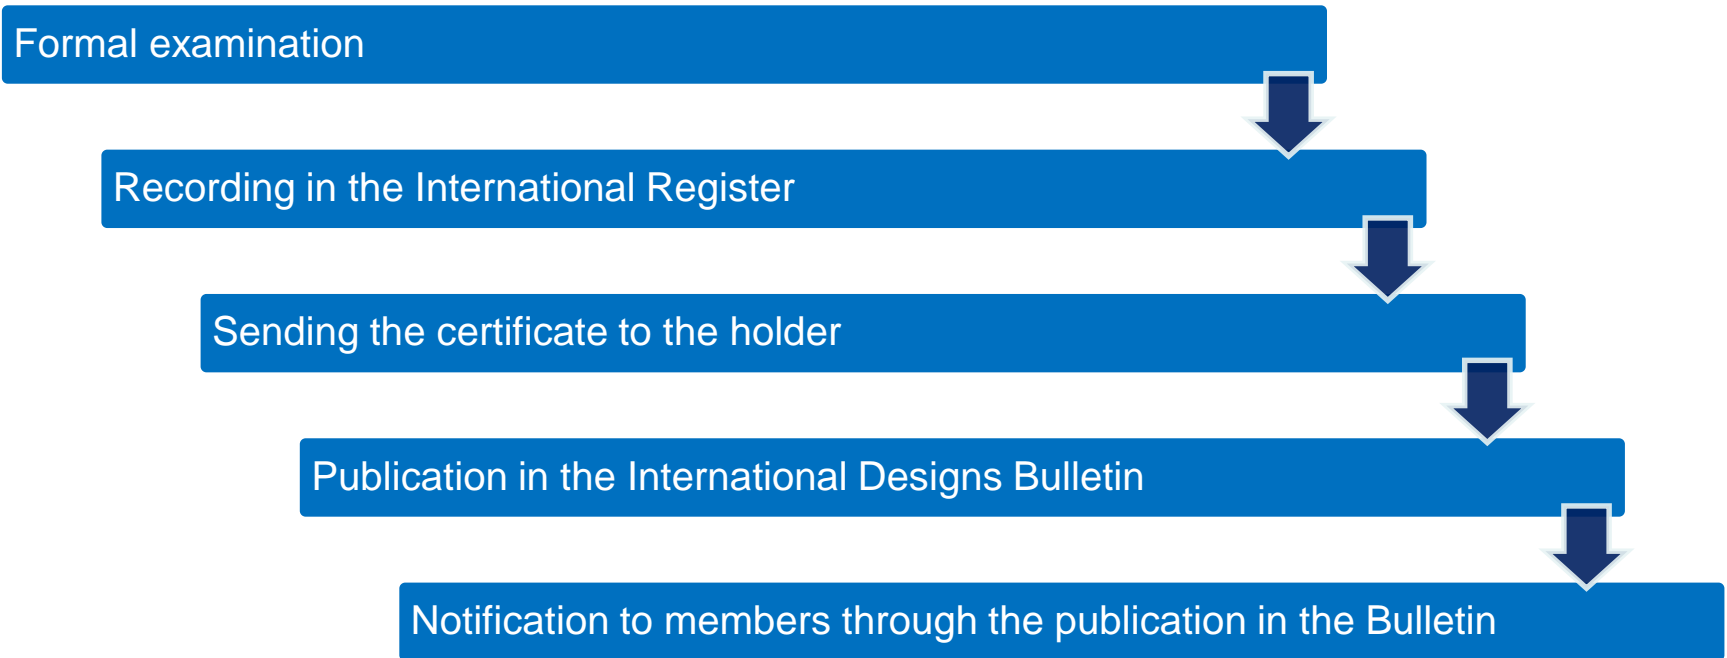 Formal examination
Recording in the International Register
Sending the certificate to the holder
Publication in the International Designs Bulletin
Notification to members through the publication in the Bulletin